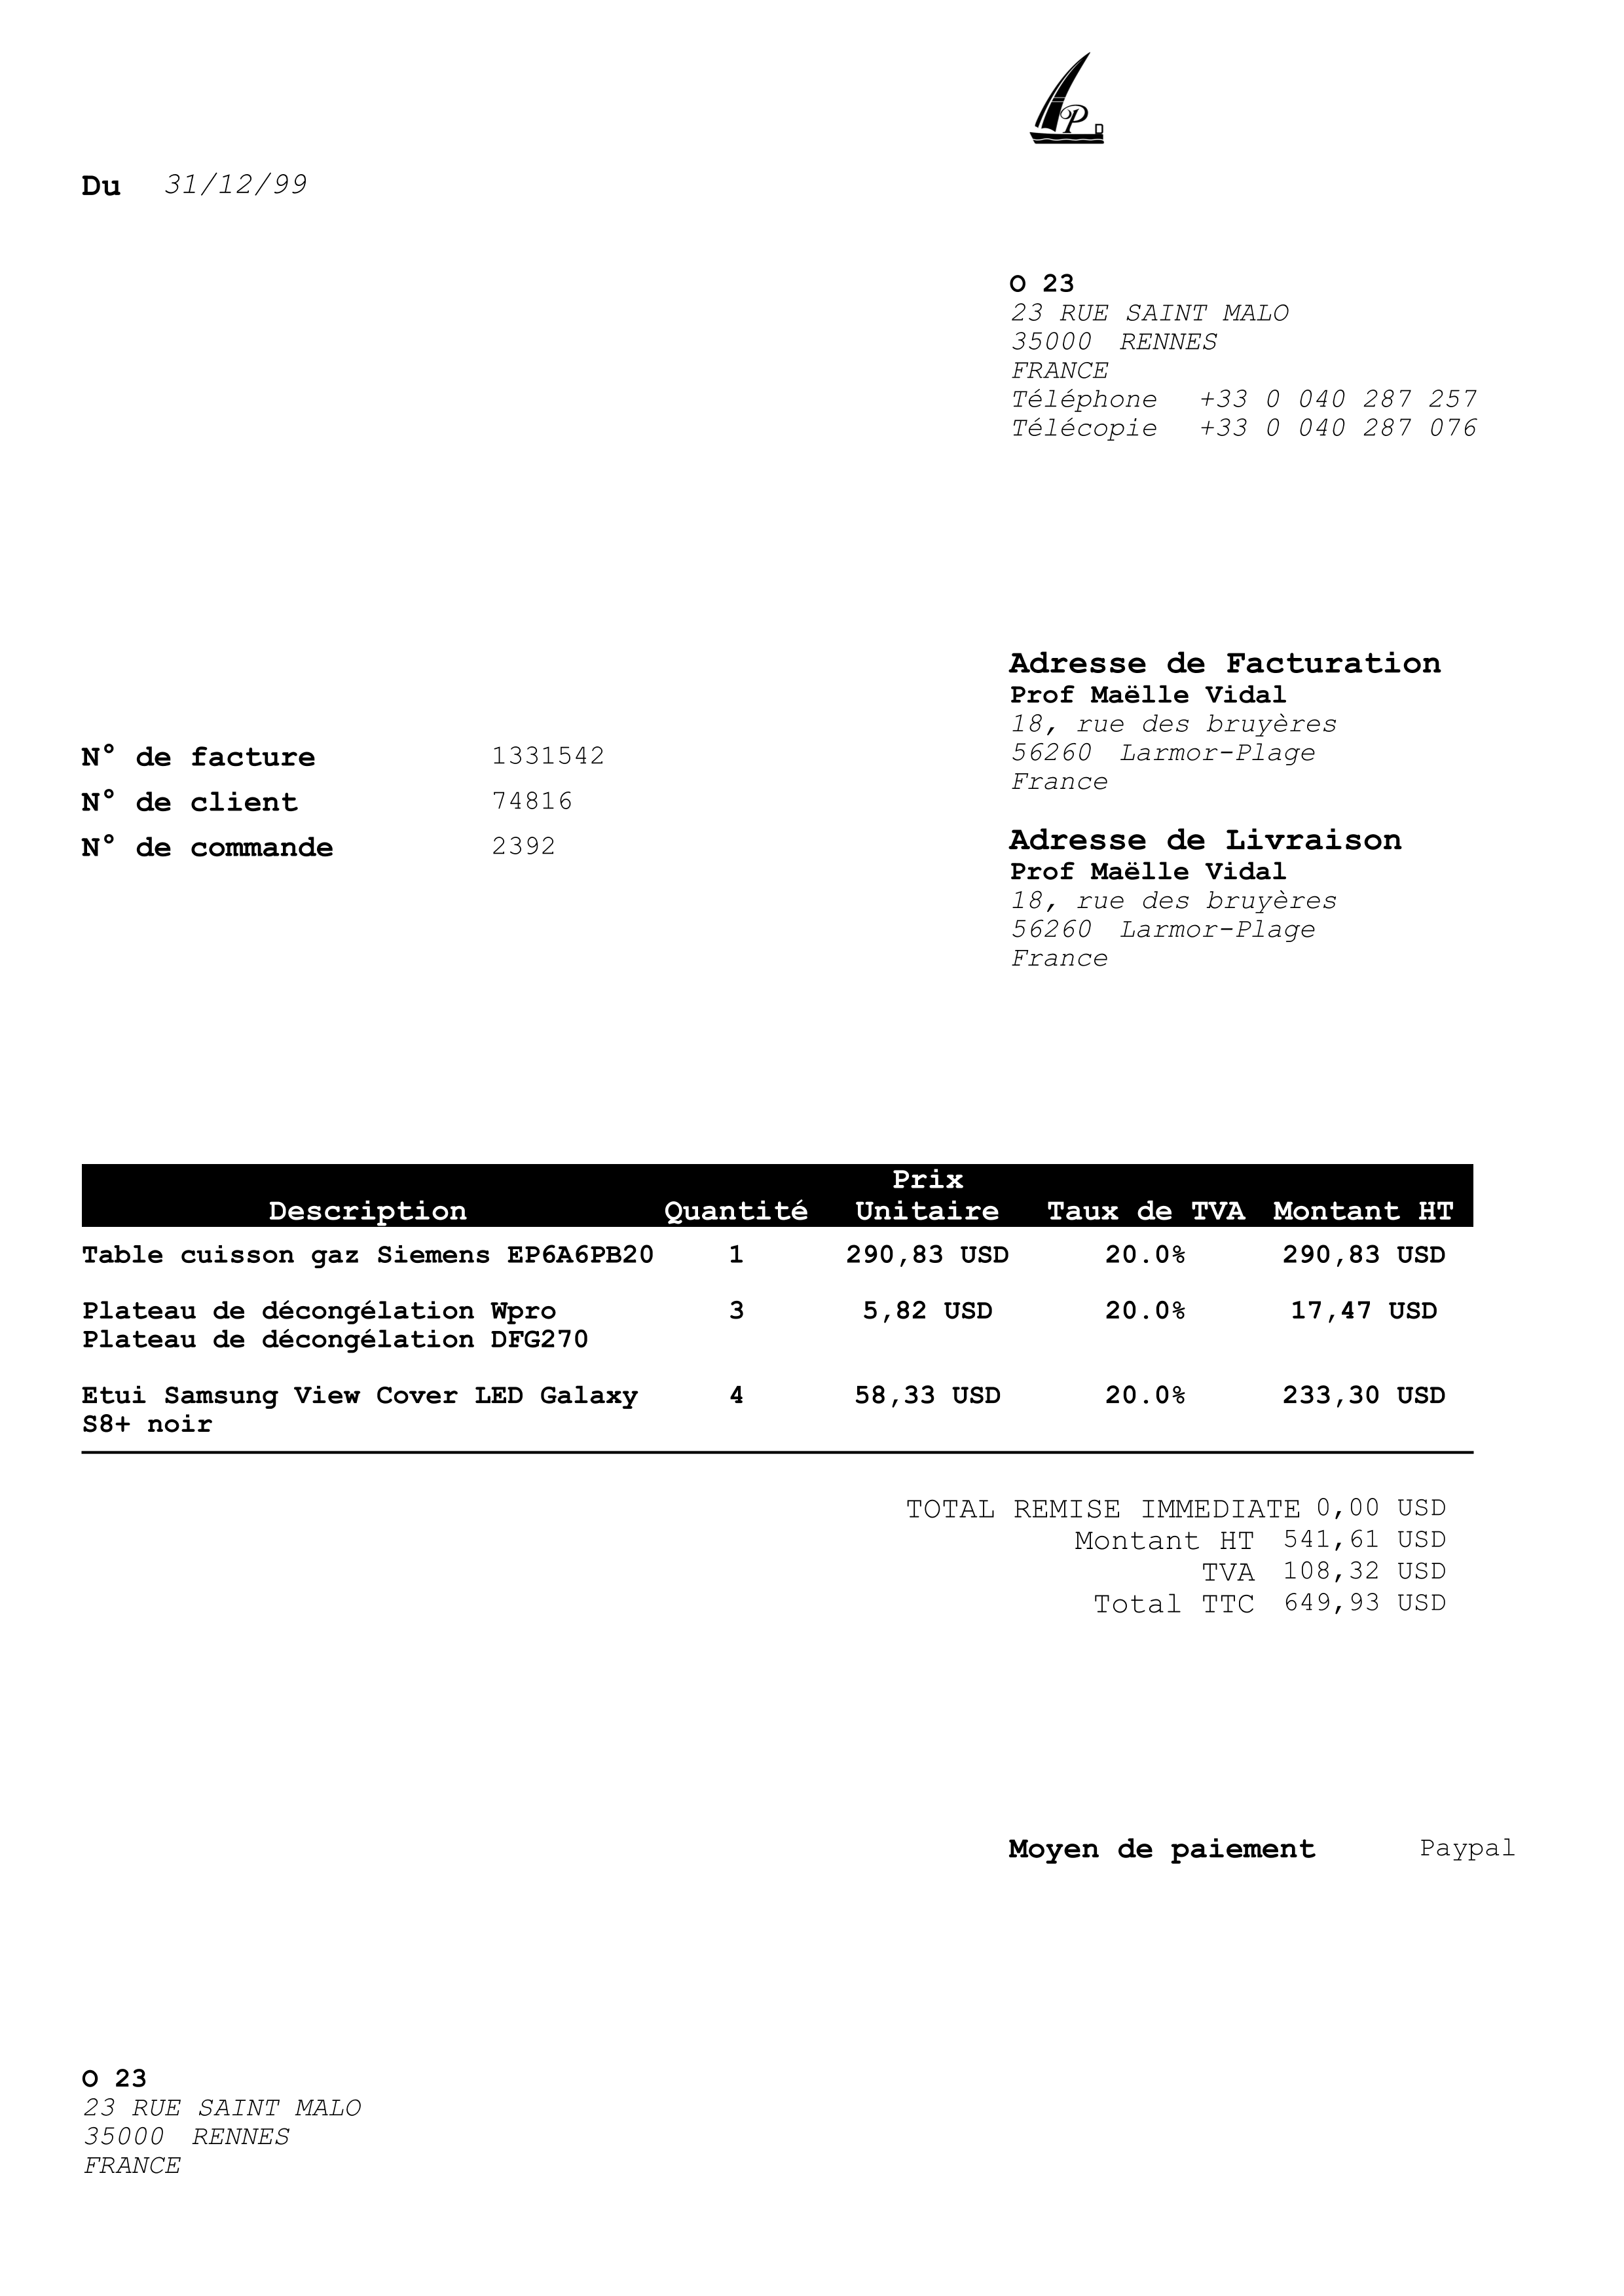 P
Du 31/12/99
O 23
23 RUE SAINT MALO
35000 RENNES
FRANCE
Téléphone +33 0 040 287 257
Télécopie +33 0 040 287 076
Adresse de Facturation
Prof Maëlle Vidal
18, rue des bruyères
56260 Larmor-Plage
France
N° de facture 1331542
N° de client 74816
N° de commande 2392
Adresse de Livraison
Prof Maëlle Vidal
18, rue des bruyères
56260 Larmor-Plage
France
Description Quantité Prix Unitaire Taux de TVA Montant HT
Table cuisson gaz Siemens EP6A6PB20 1 290,83 USD 20.0% 290,83 USD
Plateau de décongélation Wpro 3 5,82 USD 20.0% 17,47 USD
Plateau de décongélation DFG270
Etui Samsung View Cover LED Galaxy 4 58,33 USD 20.0% 233,30 USD
S8+ noir
TOTAL REMISE IMMEDIATE 0,00 USD
Montant HT 541,61 USD
TVA 108,32 USD
Total TTC 649,93 USD
Moyen de paiement Paypal
O 23
23 RUE SAINT MALO
35000 RENNES
FRANCE